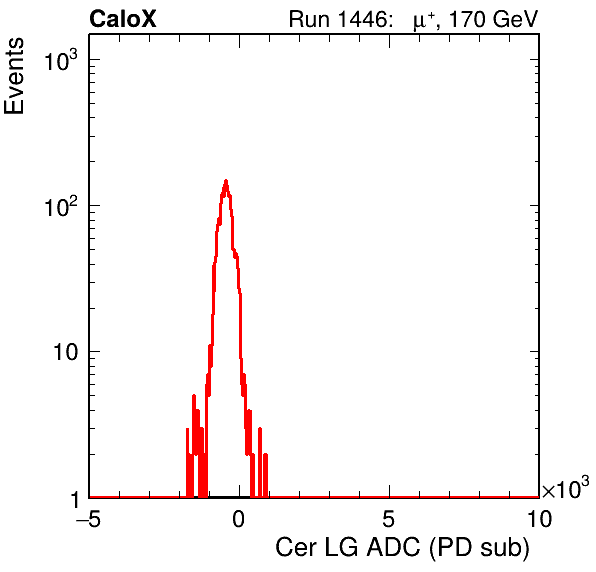 CaloX Run 1446: μ⁺, 170 GeV
Events
10³
10²
10
1
−5 0 5 10
×10³
Cer LG ADC (PD sub)